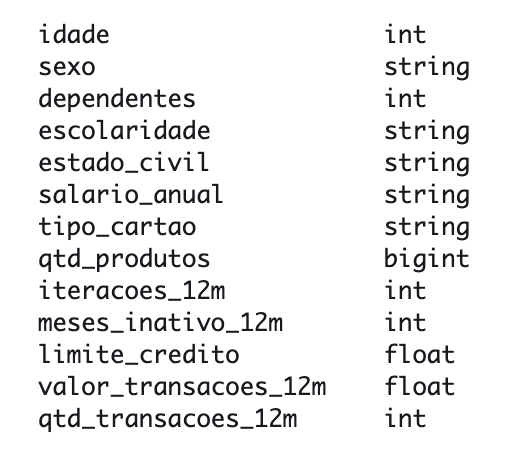 idade int
sexo string
dependentes int
escolaridade string
estado_civil string
salario_anual string
tipo_cartao string
qtd_produtos bigint
iteracoes_12m int
meses_inativo_12m int
limite_credito float
valor_transacoes_12m float
qtd_transacoes_12m int